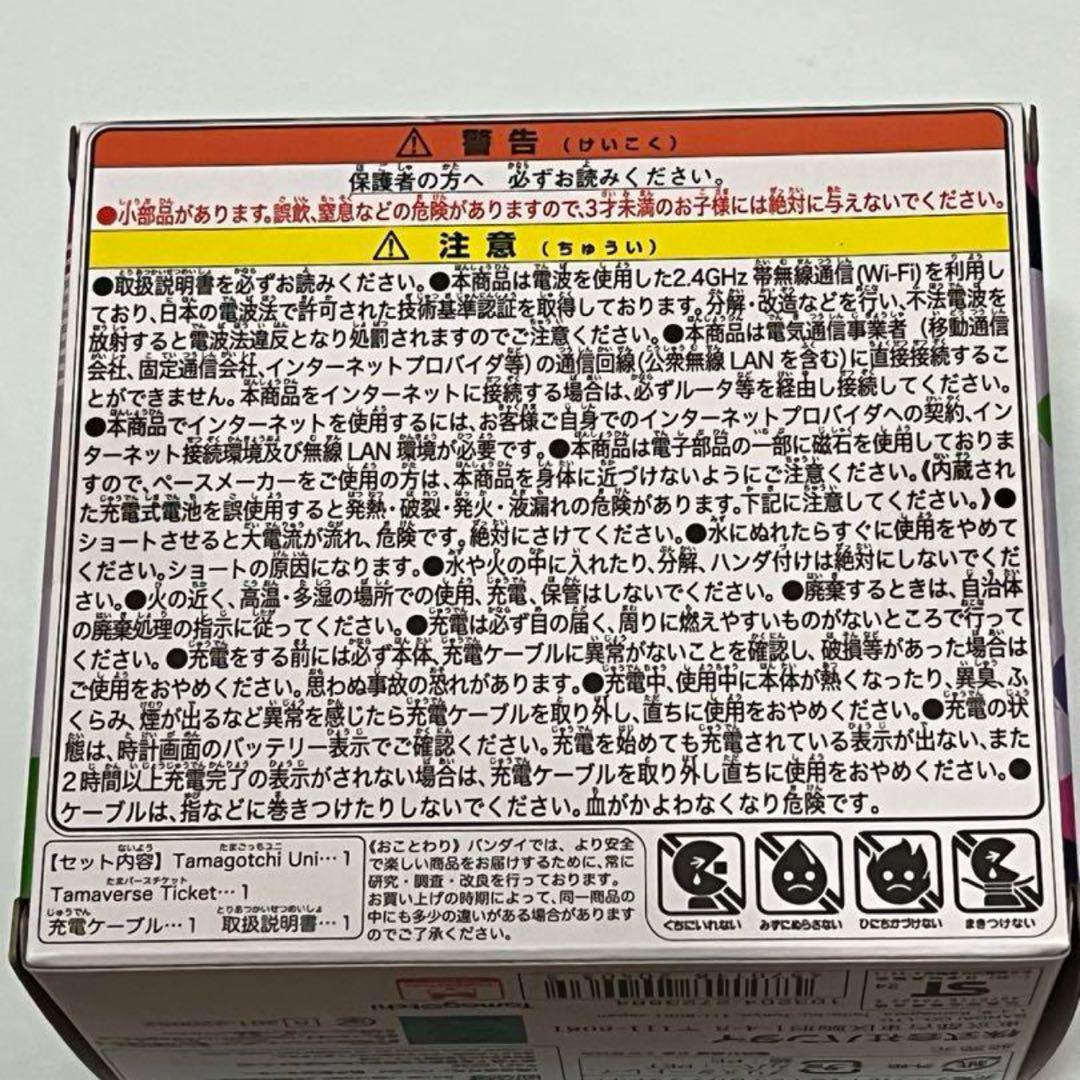 ⚠ 警告 (けいこく)
保護者の方へ 必ずお読みください。
●小部品があります。誤飲、窒息などの危険がありますので、3才未満のお子様には絶対に与えないでください。
⚠ 注意 (ちゅうい)
●取扱説明書を必ずお読みください。●本商品は電波を使用した2.4GHz 帯無線通信(Wi-Fi)を利用し
ており、日本の電波法で許可された技術基準認証を取得しております。分解・改造などを行い、不法電波を
放射すると電波法違反となり処罰されますのでご注意ください。●本商品は電気通信事業者(移動通信
会社、固定通信会社、インターネットプロバイダ等)の通信回線(公衆無線 LAN を含む)に直接接続するこ
とができません。本商品をインターネットに接続する場合は、必ずルータ等を経由し接続してください。
●本商品でインターネットを使用するには、お客様ご自身でのインターネットプロバイダへの契約、イン
ターネット接続環境及び無線 LAN 環境が必要です。●本商品は電子部品の一部に磁石を使用しておりま
すので、ペースメーカーをご使用の方は、本商品を身体に近づけないようにご注意ください。《内蔵され
た充電式電池を誤使用すると発熱・破裂・発火・液漏れの危険があります。下記に注意してください。》●
ショートさせると大電流が流れ、危険です。絶対にさけてください。●水にぬれたらすぐに使用をやめて
ください。ショートの原因になります。●水や火の中に入れたり、分解、ハンダ付けは絶対にしないでくだ
さい。●火の近く、高温・多湿の場所での使用、充電、保管はしないでください。●廃棄するときは、自治体
の廃棄処理の指示に従ってください。●充電は必ず目の届く、周りに燃えやすいものがないところで行って
ください。●充電をする前には必ず本体、充電ケーブルに異常がないことを確認し、破損等があった場合は
ご使用をおやめください。思わぬ事故の恐れがあります。●充電中、使用中に本体が熱くなったり、異臭、ふ
くらみ、煙が出るなど異常を感じたら充電ケーブルを取り外し、直ちに使用をおやめください。●充電の状
態は、時計画面のバッテリー表示でご確認ください。充電を始めても充電されている表示が出ない、また
2時間以上充電完了の表示がされない場合は、充電ケーブルを取り外し直ちに使用をおやめください。●
ケーブルは、指などに巻きつけたりしないでください。血がかよわなくなり危険です。
【セット内容】Tamagotchi Uni…1
Tamaverse Ticket…1
充電ケーブル…1 取扱説明書…1
《おことわり》バンダイでは、より安全
で楽しい商品をお届けするために、常に
研究・調査・改良を行っております。
お買い上げの時期によって、同一商品の
中にも多少の違いがある場合があります
のでご了承ください。
くちにいれない みずにぬらさない ひにちかづけない まきつけない
ST
Tamagotchi
株式会社バンダイ